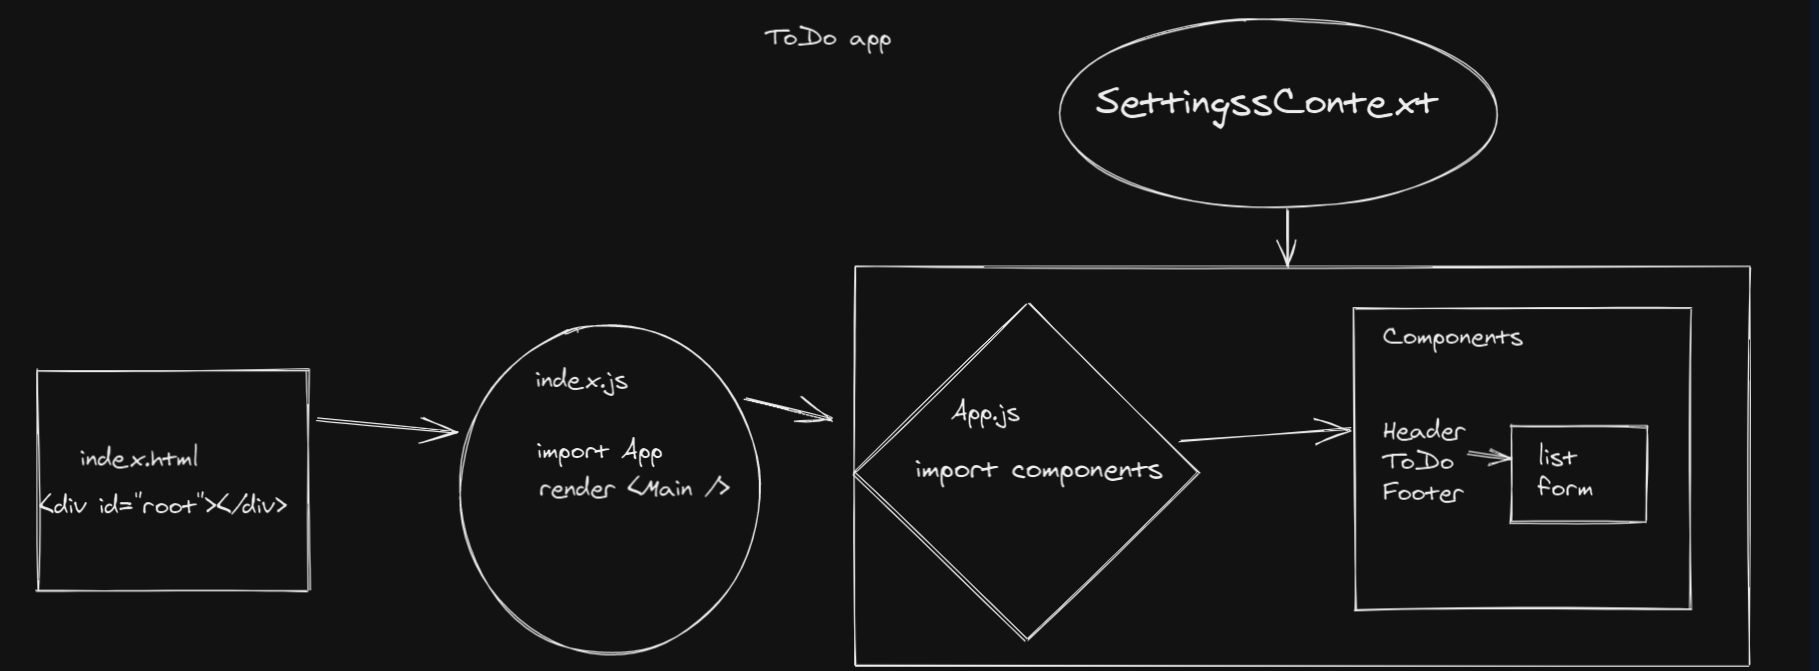 ToDo app
SettingssContext
index.html
<div id="root"></div>
index.js
import App
render <Main />
App.js
import components
Components
Header
ToDo
Footer
list
form